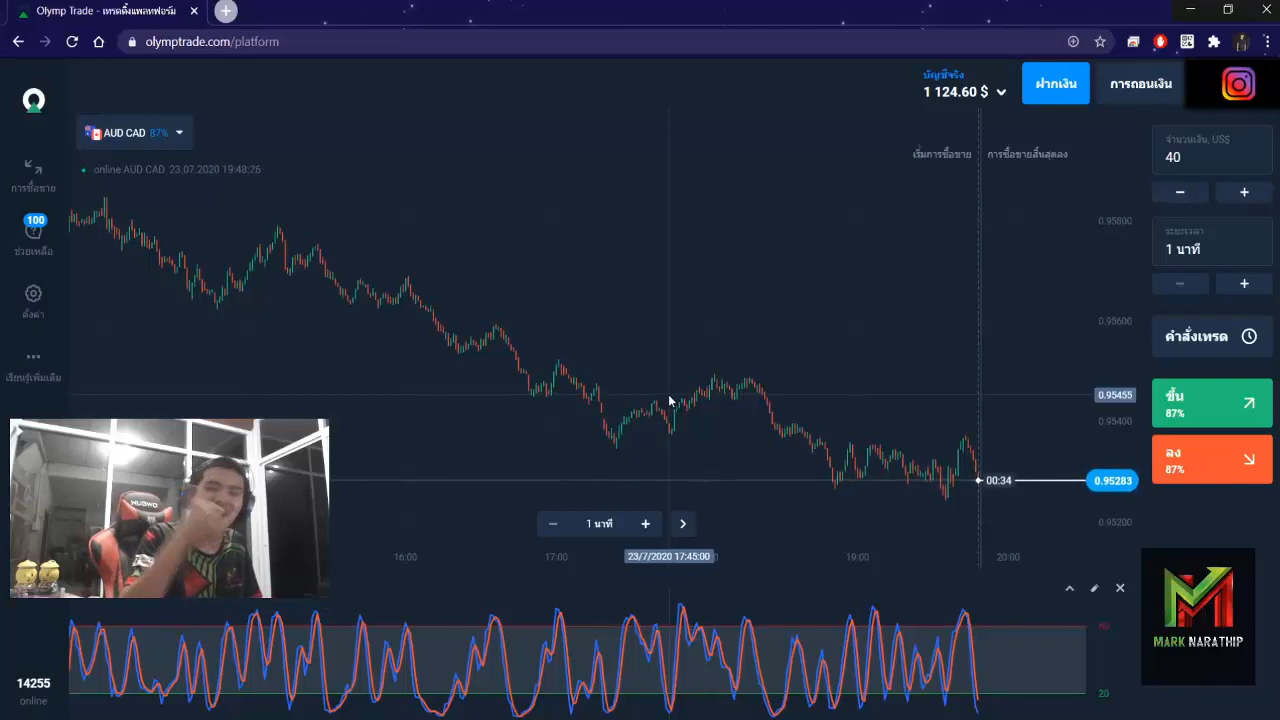 Olymp Trade - เทรดดิ้งแพลทฟอร์ม
olymptrade.com/platform
บัญชีจริง
1 124.60 $
ฝากเงิน
การถอนเงิน
AUD CAD 87%
online AUD CAD 23.07.2020 19:48:26
เริ่มการซื้อขาย
การซื้อขายสิ้นสุดลง
การซื้อขาย
100
ช่วยเหลือ
ตั้งค่า
เรียนรู้เพิ่มเติม
จำนวนเงิน, US$
40
ระยะเวลา
1 นาที
คำสั่งเทรด
ขึ้น
87%
ลง
87%
0.95800
0.95600
0.95455
0.95400
00:34
0.95283
0.95200
1 นาที
16:00
17:00
23/7/2020 17:45:00
19:00
20:00
NUBWO
80
20
MARK NARATHIP
14255
online